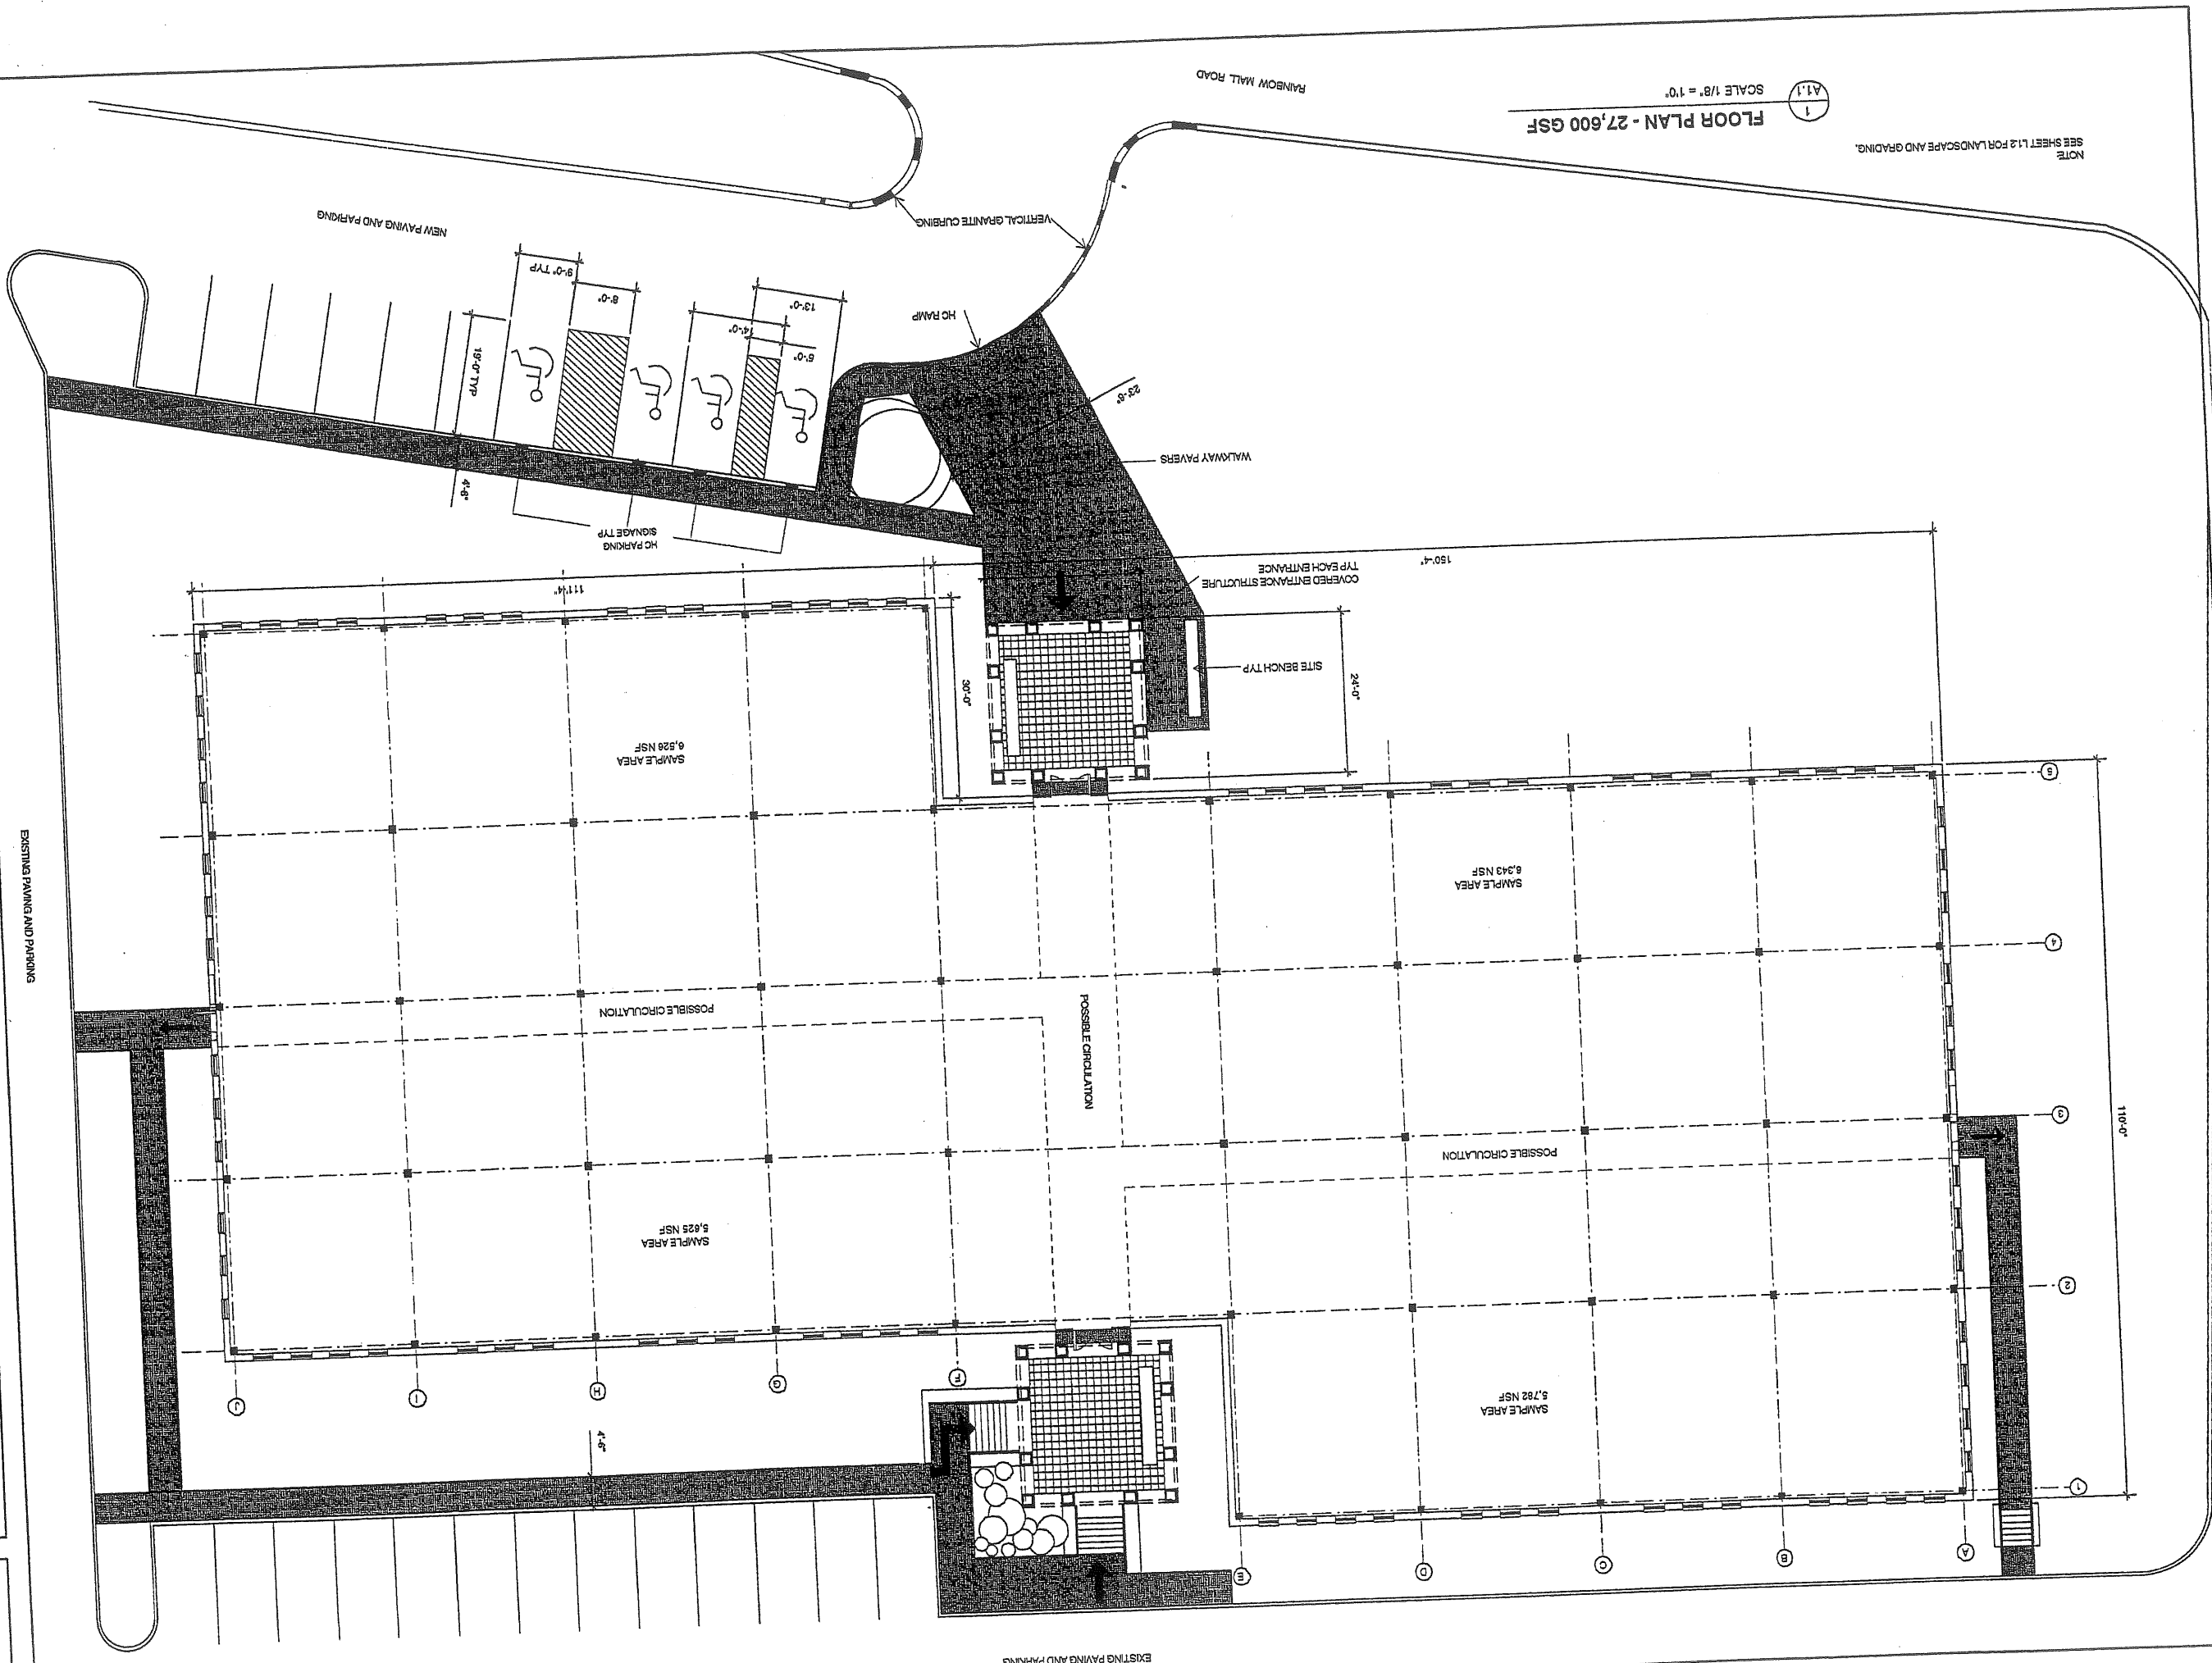 RAINBOW MALL ROAD
1
A1.1
FLOOR PLAN - 27,600 GSF
SCALE 1/8" = 1'0"
NOTE:
SEE SHEET L1.2 FOR LANDSCAPE AND GRADING.
NEW PAVING AND PARKING
VERTICAL GRANITE CURBING
HC RAMP
9'-0" TYP
8'-0"
14'-0"
13'-0"
5'-0"
19'-0" TYP
4'-6"
HC PARKING
SIGNAGE TYP
23'-8"
WALKWAY PAVERS
COVERED ENTRANCE STRUCTURE
TYP EACH ENTRANCE
150'-4"
111'-4"
30'-0"
SITE BENCH TYP
24'-0"
SAMPLE AREA
6,526 NSF
SAMPLE AREA
6,343 NSF
5
4
3
2
1
110'-0"
EXISTING PAVING AND PARKING
POSSIBLE CIRCULATION
POSSIBLE CIRCULATION
POSSIBLE CIRCULATION
SAMPLE AREA
5,625 NSF
SAMPLE AREA
5,782 NSF
J
I
H
G
F
E
D
C
B
A
4'-6"
EXISTING PAVING AND PARKING